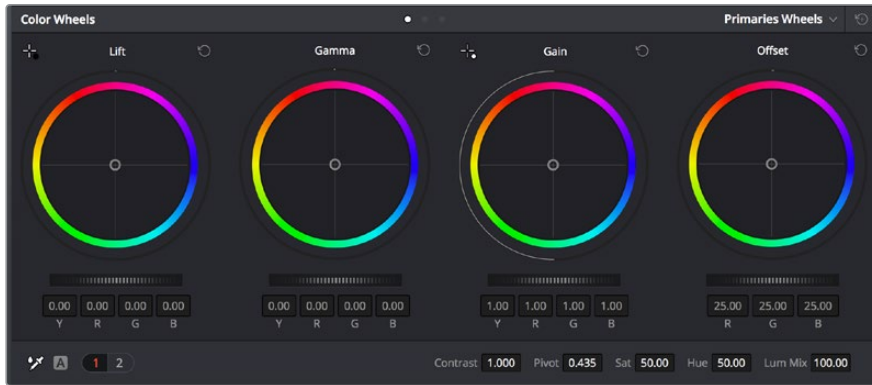 Color Wheels Primaries Wheels
Lift Gamma Gain Offset
0.00 0.00 0.00 0.00 0.00 0.00 0.00 0.00 1.00 1.00 1.00 1.00 25.00 25.00 25.00
Y R G B Y R G B Y R G B R G B
A 1 2 Contrast 1.000 Pivot 0.435 Sat 50.00 Hue 50.00 Lum Mix 100.00